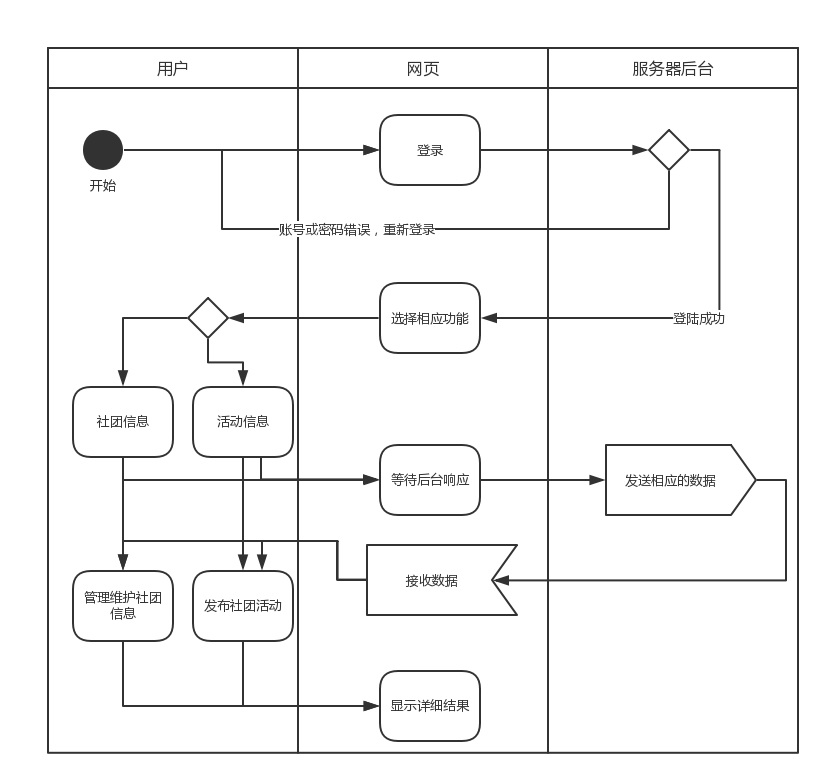 用户
网页
服务器后台
登录
开始
账号或密码错误，重新登录
选择相应功能
登陆成功
社团信息
活动信息
等待后台响应
发送相应的数据
接收数据
管理维护社团
信息
发布社团活动
显示详细结果